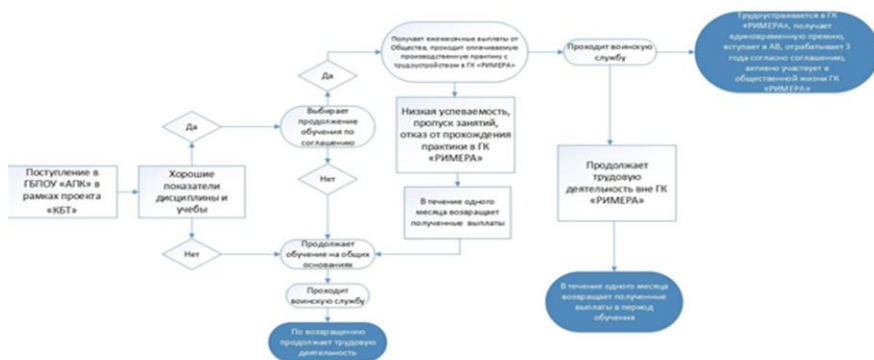 Поступление в
ГБПОУ «АПК» в
рамках проекта
«КБТ»
Хорошие
показатели
дисциплины и
учебы
Да
Нет
Выбирает
продолжение
обучения по
соглашению
Да
Нет
Продолжает
обучение на общих
основаниях
Проходит
воинскую службу
По возвращению
продолжает трудовую
деятельность
Получает ежемесячные выплаты от
Общества, проходит оплачиваемую
производственную практику с
трудоустройством в ГК «РИМЕРА»
Низкая успеваемость,
пропуск занятий,
отказ от прохождения
практики в ГК
«РИМЕРА»
В течение одного
месяца возвращает
полученные выплаты
Проходит воинскую
службу
Продолжает
трудовую
деятельность вне ГК
«РИМЕРА»
В течение одного месяца
возвращает полученные
выплаты в период
обучения
Трудоустраивается в ГК
«РИМЕРА», получает
единовременную премию,
вступает в АВ, отрабатывает 3
года согласно соглашению,
активно участвует в
общественной жизни ГК
«РИМЕРА»